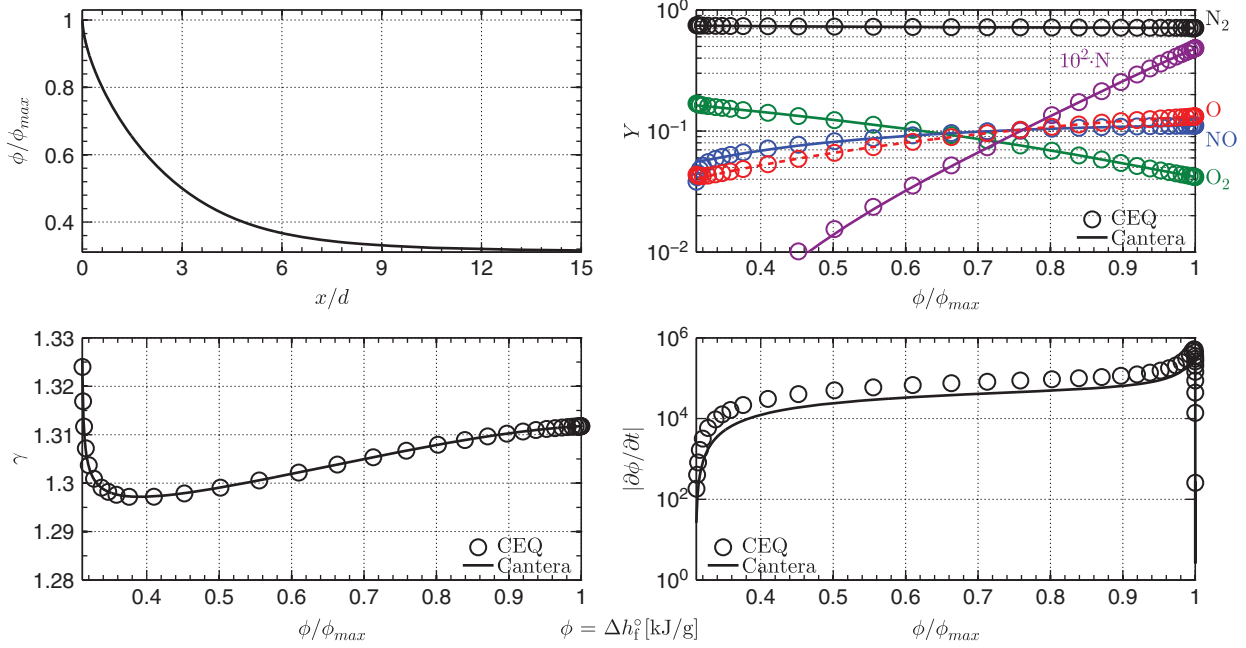 1
0.8
0.6
0.4
ϕ/ϕ_max
0 3 6 9 12 15
x/d
10^0
10^-1
10^-2
Y
N_2
10^2·N
O
NO
O_2
CEQ
Cantera
0.4 0.5 0.6 0.7 0.8 0.9 1
ϕ/ϕ_max
1.33
1.32
1.31
1.3
1.29
1.28
γ
CEQ
Cantera
0.4 0.5 0.6 0.7 0.8 0.9 1
ϕ/ϕ_max
10^6
10^4
10^2
10^0
|∂ϕ/∂t|
CEQ
Cantera
0.4 0.5 0.6 0.7 0.8 0.9 1
ϕ/ϕ_max
ϕ = Δh_f^∘ [kJ/g]